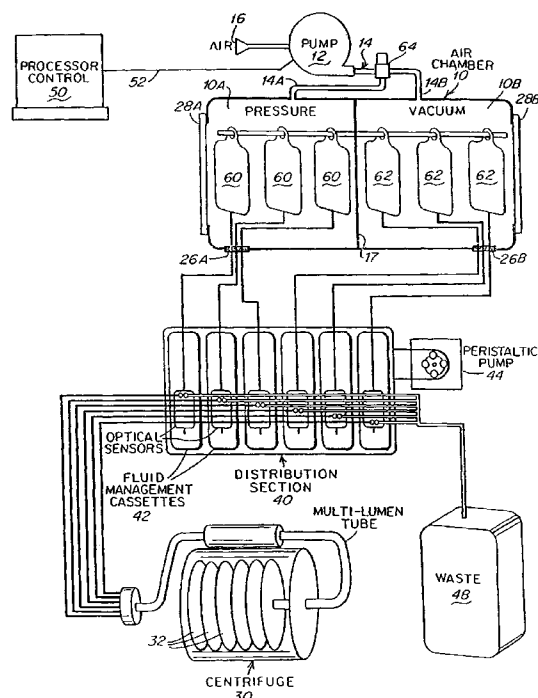 16
AIR
PUMP
12
14
64
PROCESSOR
CONTROL
50
52
14A
14B
AIR
CHAMBER
10
28A
10A
PRESSURE
VACUUM
10B
28B
60
60
60
62
62
62
26A
17
26B
PERISTALTIC
PUMP
44
OPTICAL
SENSORS
FLUID
MANAGEMENT
CASSETTES
42
DISTRIBUTION
SECTION
40
MULTI-LUMEN
TUBE
WASTE
48
32
CENTRIFUGE
30